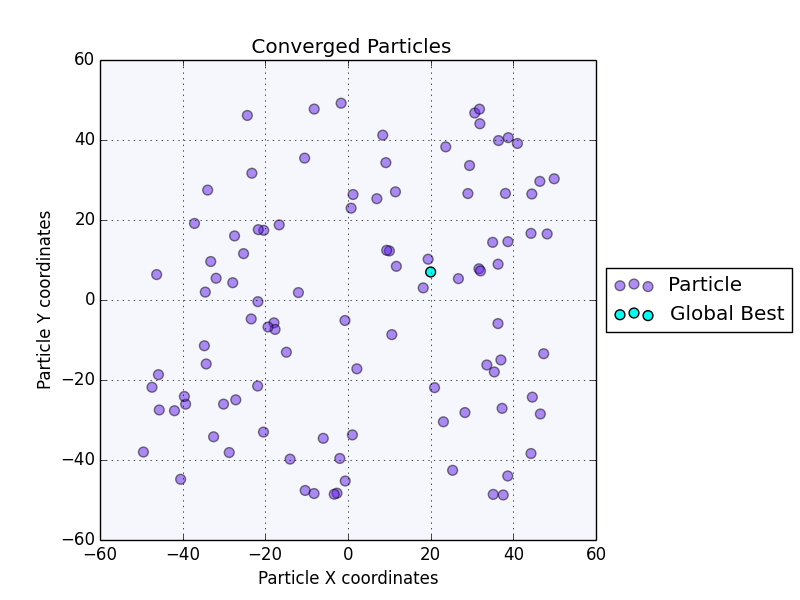 Converged Particles
60
40
20
0
−20
−40
−60
−60 −40 −20 0 20 40 60
Particle Y coordinates
Particle X coordinates
Particle
Global Best